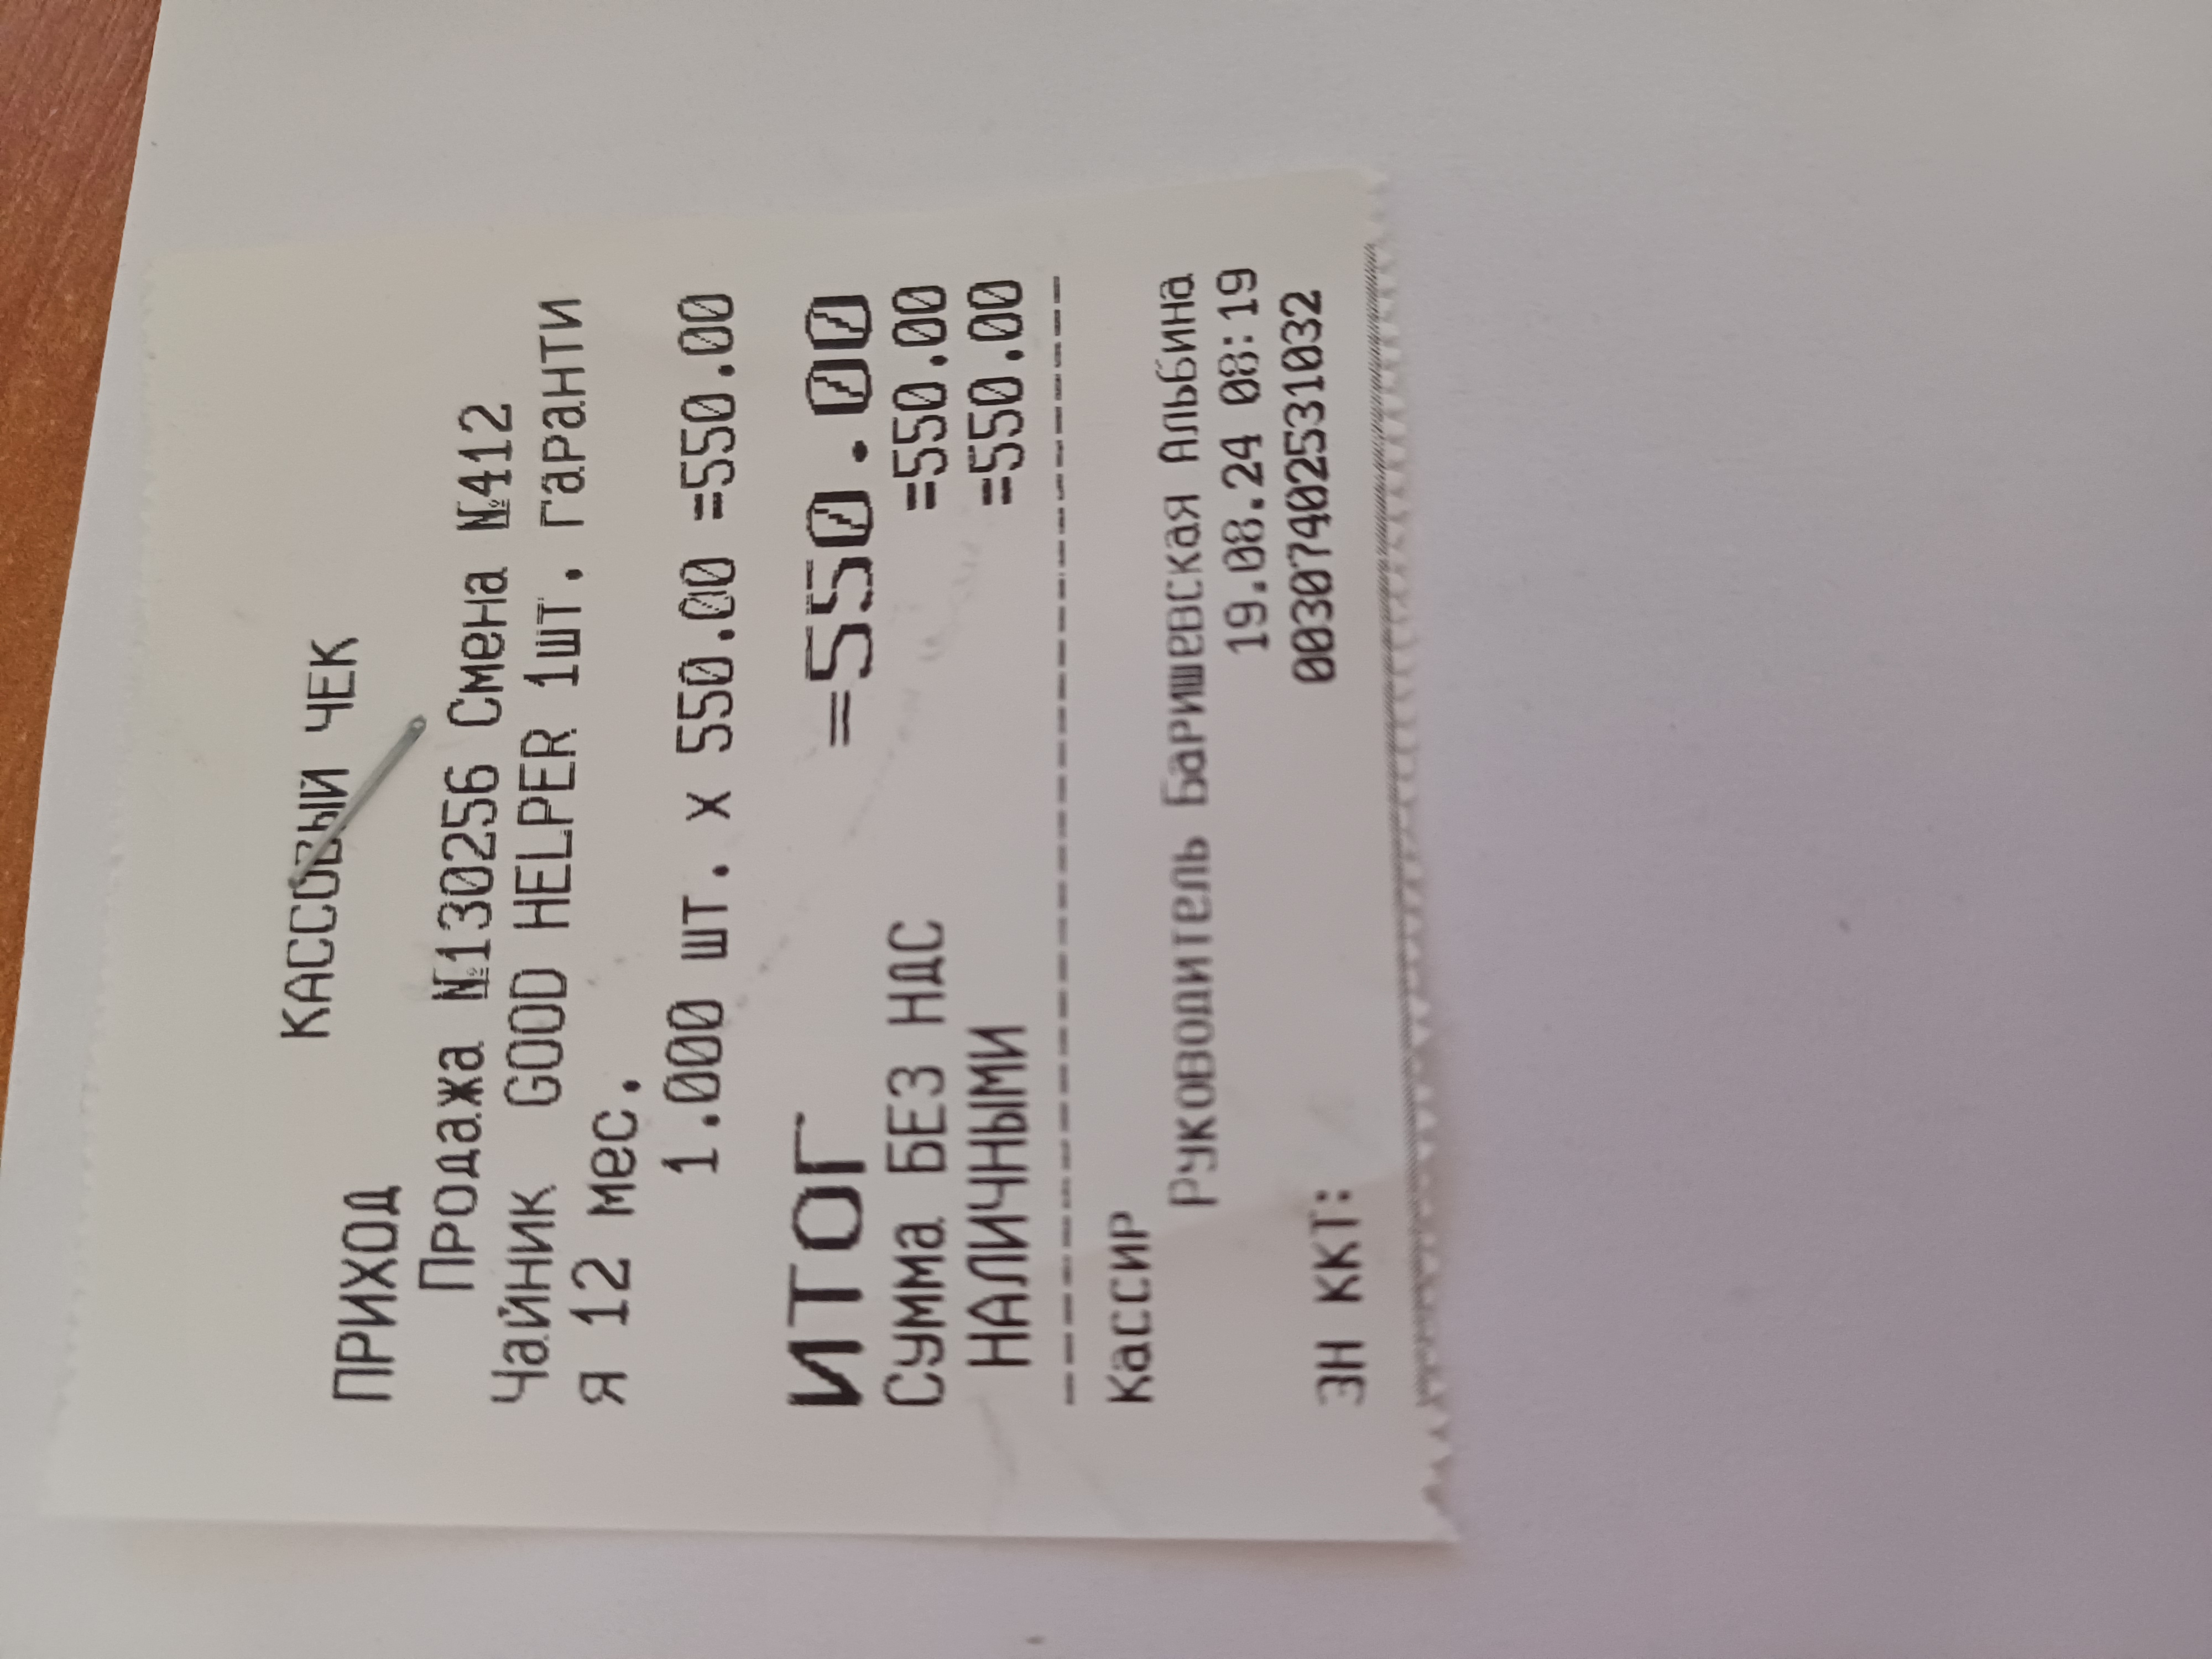 КАССОВЫЙ ЧЕК
ПРИХОД
Продажа №130256 Смена №412
Чайник GOOD HELPER 1шт. гаранти
я 12 мес.
1.000 шт. х 550.00 =550.00
ИТОГ =550.00
Сумма БЕЗ НДС =550.00
НАЛИЧНЫМИ =550.00
Кассир
Руководитель Баришевская Альбина
19.08.24 08:19
ЗН ККТ: 00307402531032